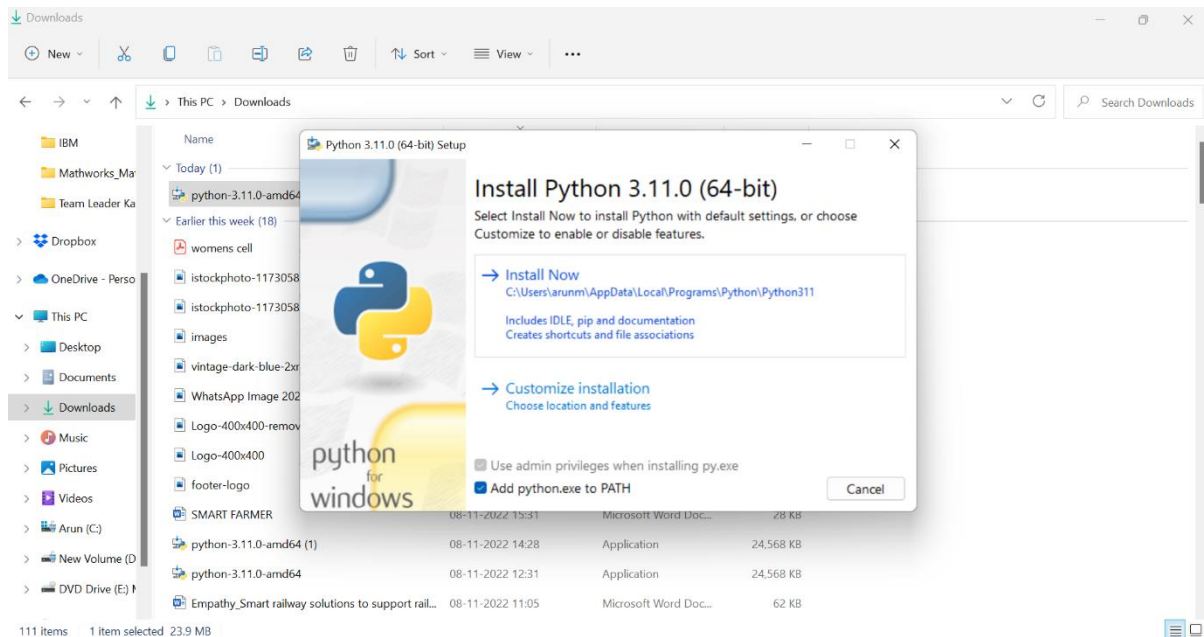 Downloads
New
Sort
View
This PC > Downloads
Search Downloads
IBM
Mathworks_Ma
Team Leader Ka
Dropbox
OneDrive - Perso
This PC
Desktop
Documents
Downloads
Music
Pictures
Videos
Arun (C:)
New Volume (D
DVD Drive (E:)
Name
Today (1)
python-3.11.0-amd64
Earlier this week (18)
womens cell
istockphoto-1173058
istockphoto-1173058
images
vintage-dark-blue-2x
WhatsApp Image 202
Logo-400x400-remov
Logo-400x400
footer-logo
SMART FARMER 08-11-2022 15:31 Microsoft Word Doc... 28 KB
python-3.11.0-amd64 (1) 08-11-2022 14:28 Application 24,568 KB
python-3.11.0-amd64 08-11-2022 12:31 Application 24,568 KB
Empathy_Smart railway solutions to support rail... 08-11-2022 11:05 Microsoft Word Doc... 62 KB
Python 3.11.0 (64-bit) Setup
Install Python 3.11.0 (64-bit)
Select Install Now to install Python with default settings, or choose
Customize to enable or disable features.
Install Now
C:\Users\arunm\AppData\Local\Programs\Python\Python311
Includes IDLE, pip and documentation
Creates shortcuts and file associations
Customize installation
Choose location and features
python
for
windows
Use admin privileges when installing py.exe
Add python.exe to PATH
Cancel
111 items 1 item selected 23.9 MB